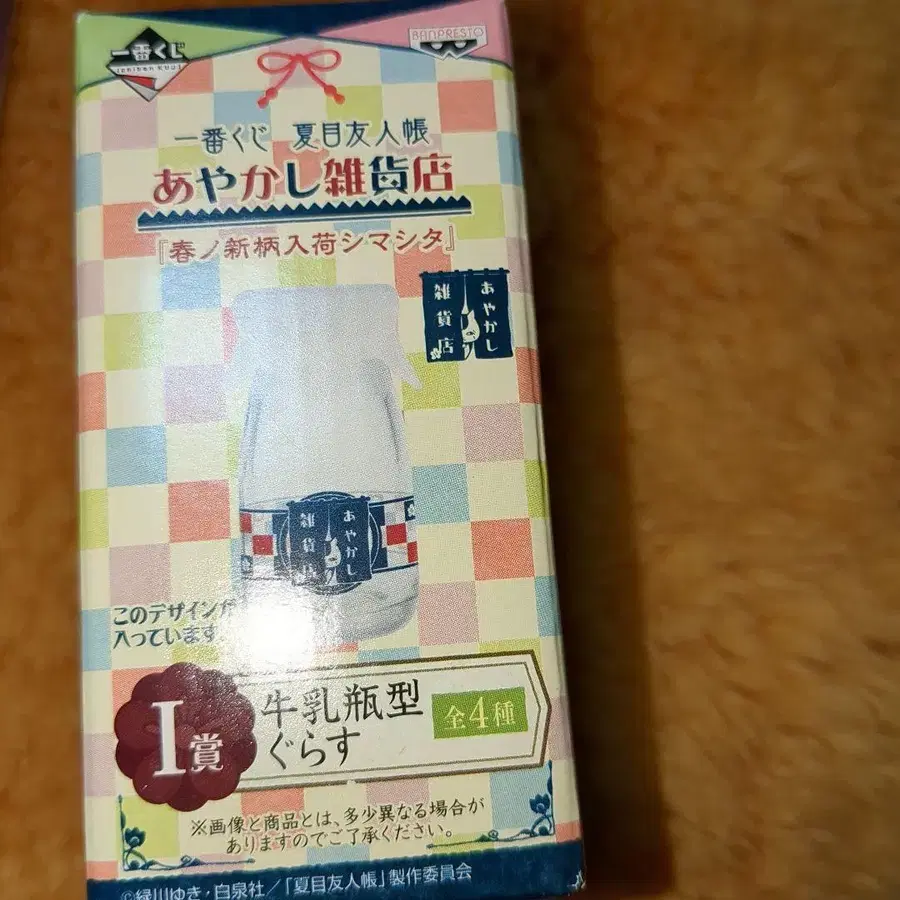 一番くじ
ICHIBAN KUJI
BANPRESTO
一番くじ 夏目友人帳
あやかし雑貨店
『春ノ新柄入荷シマシタ』
あやかし
雑貨店
あやかし
雑貨店
このデザインが
入っています
I賞
牛乳瓶型
ぐらす
全4種
※画像と商品とは、多少異なる場合が
ありますのでご了承ください。
©緑川ゆき・白泉社/「夏目友人帳」製作委員会